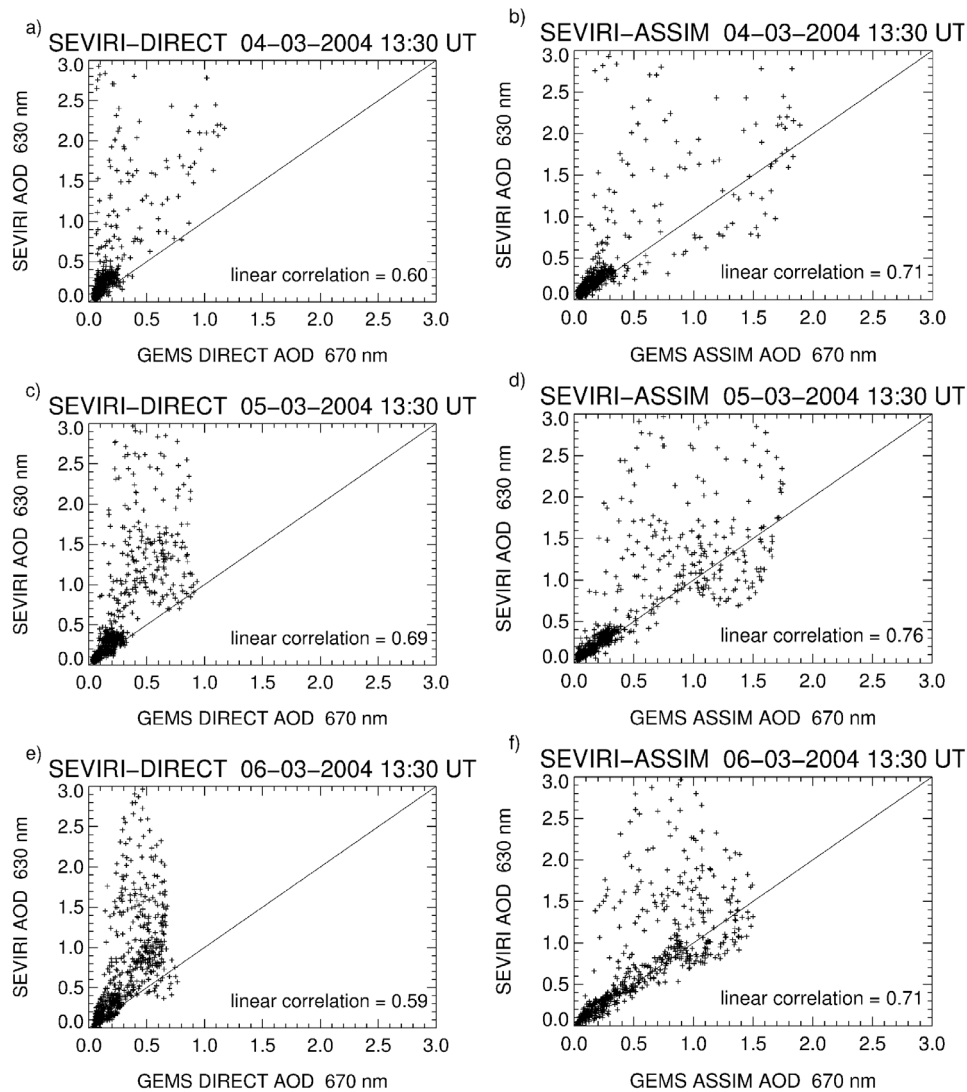 a) SEVIRI-DIRECT 04-03-2004 13:30 UT
3.0
2.5
2.0
1.5
1.0
0.5
0.0
SEVIRI AOD 630 nm
linear correlation = 0.60
0.0 0.5 1.0 1.5 2.0 2.5 3.0
GEMS DIRECT AOD 670 nm
b) SEVIRI-ASSIM 04-03-2004 13:30 UT
3.0
2.5
2.0
1.5
1.0
0.5
0.0
SEVIRI AOD 630 nm
linear correlation = 0.71
0.0 0.5 1.0 1.5 2.0 2.5 3.0
GEMS ASSIM AOD 670 nm
c) SEVIRI-DIRECT 05-03-2004 13:30 UT
3.0
2.5
2.0
1.5
1.0
0.5
0.0
SEVIRI AOD 630 nm
linear correlation = 0.69
0.0 0.5 1.0 1.5 2.0 2.5 3.0
GEMS DIRECT AOD 670 nm
d) SEVIRI-ASSIM 05-03-2004 13:30 UT
3.0
2.5
2.0
1.5
1.0
0.5
0.0
SEVIRI AOD 630 nm
linear correlation = 0.76
0.0 0.5 1.0 1.5 2.0 2.5 3.0
GEMS ASSIM AOD 670 nm
e) SEVIRI-DIRECT 06-03-2004 13:30 UT
3.0
2.5
2.0
1.5
1.0
0.5
0.0
SEVIRI AOD 630 nm
linear correlation = 0.59
0.0 0.5 1.0 1.5 2.0 2.5 3.0
GEMS DIRECT AOD 670 nm
f) SEVIRI-ASSIM 06-03-2004 13:30 UT
3.0
2.5
2.0
1.5
1.0
0.5
0.0
SEVIRI AOD 630 nm
linear correlation = 0.71
0.0 0.5 1.0 1.5 2.0 2.5 3.0
GEMS ASSIM AOD 670 nm